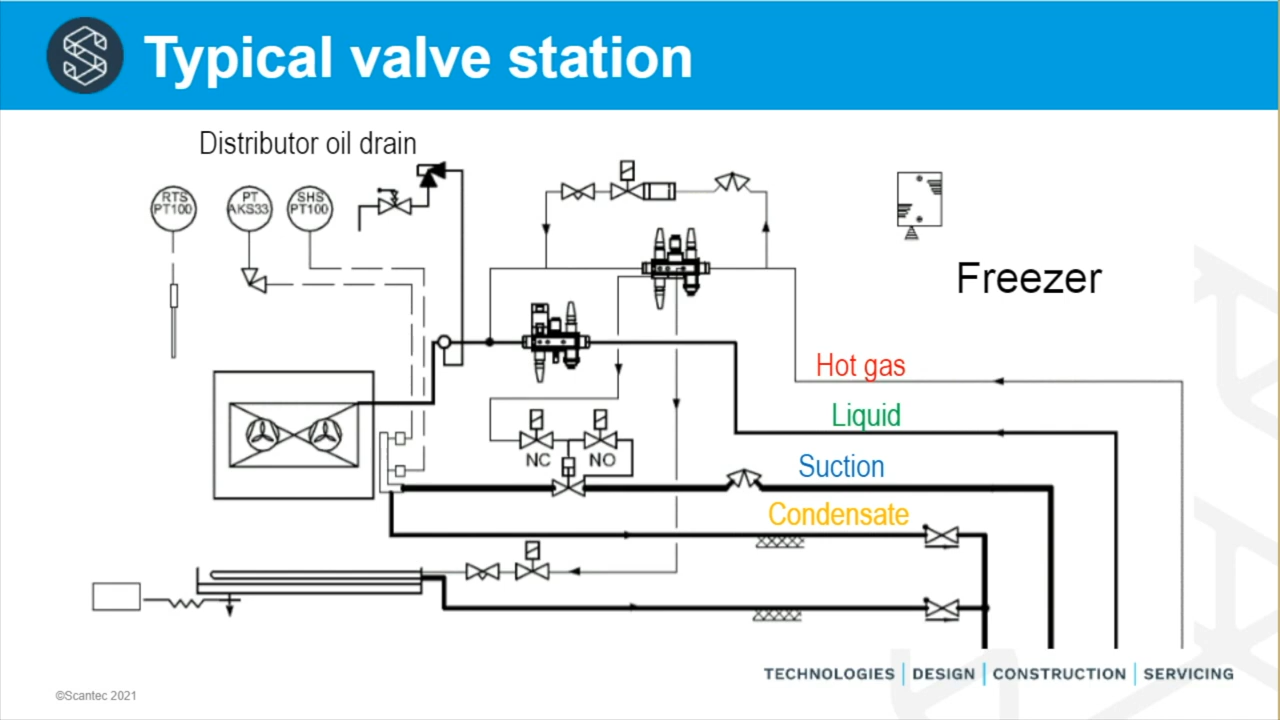 Typical valve station
Distributor oil drain
RTS
PT100
PT
AKS33
SHS
PT100
Freezer
Hot gas
Liquid
Suction
NC
NO
Condensate
TECHNOLOGIES | DESIGN | CONSTRUCTION | SERVICING
©Scantec 2021